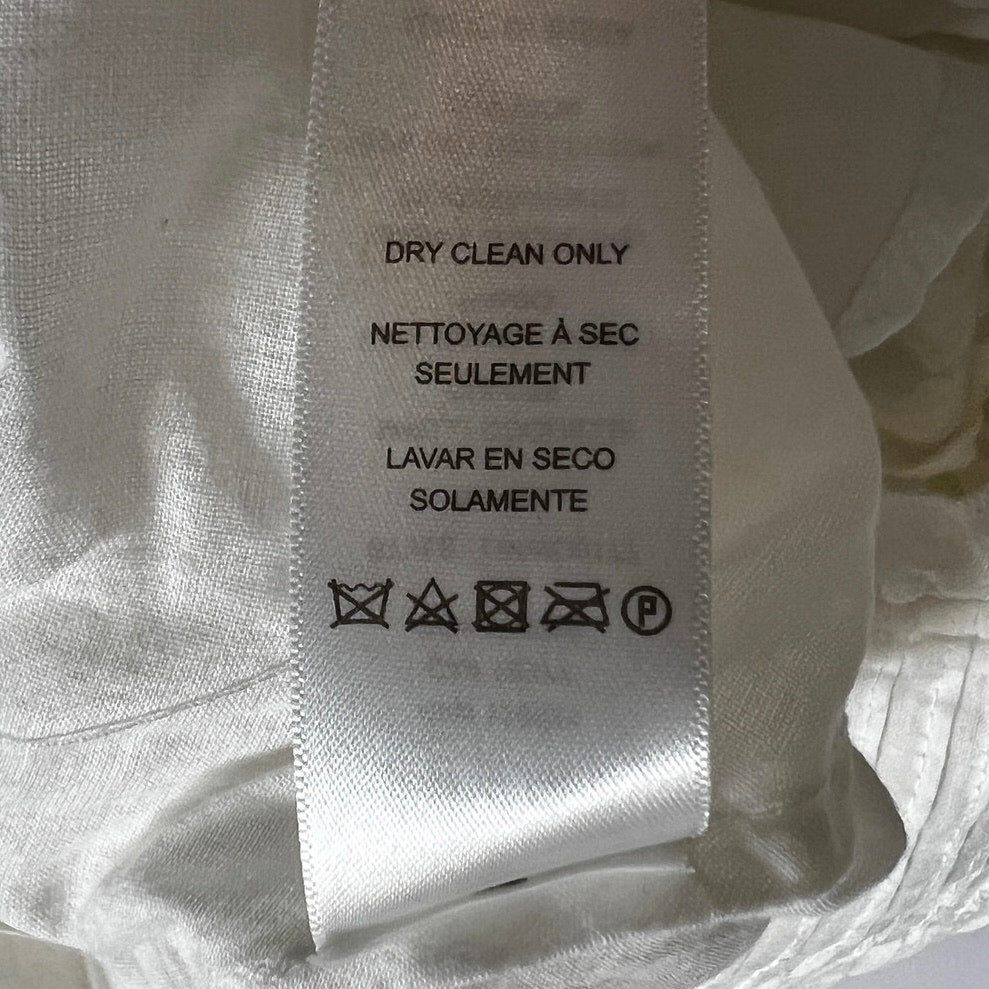 DRY CLEAN ONLY
NETTOYAGE À SEC
SEULEMENT
LAVAR EN SECO
SOLAMENTE
P